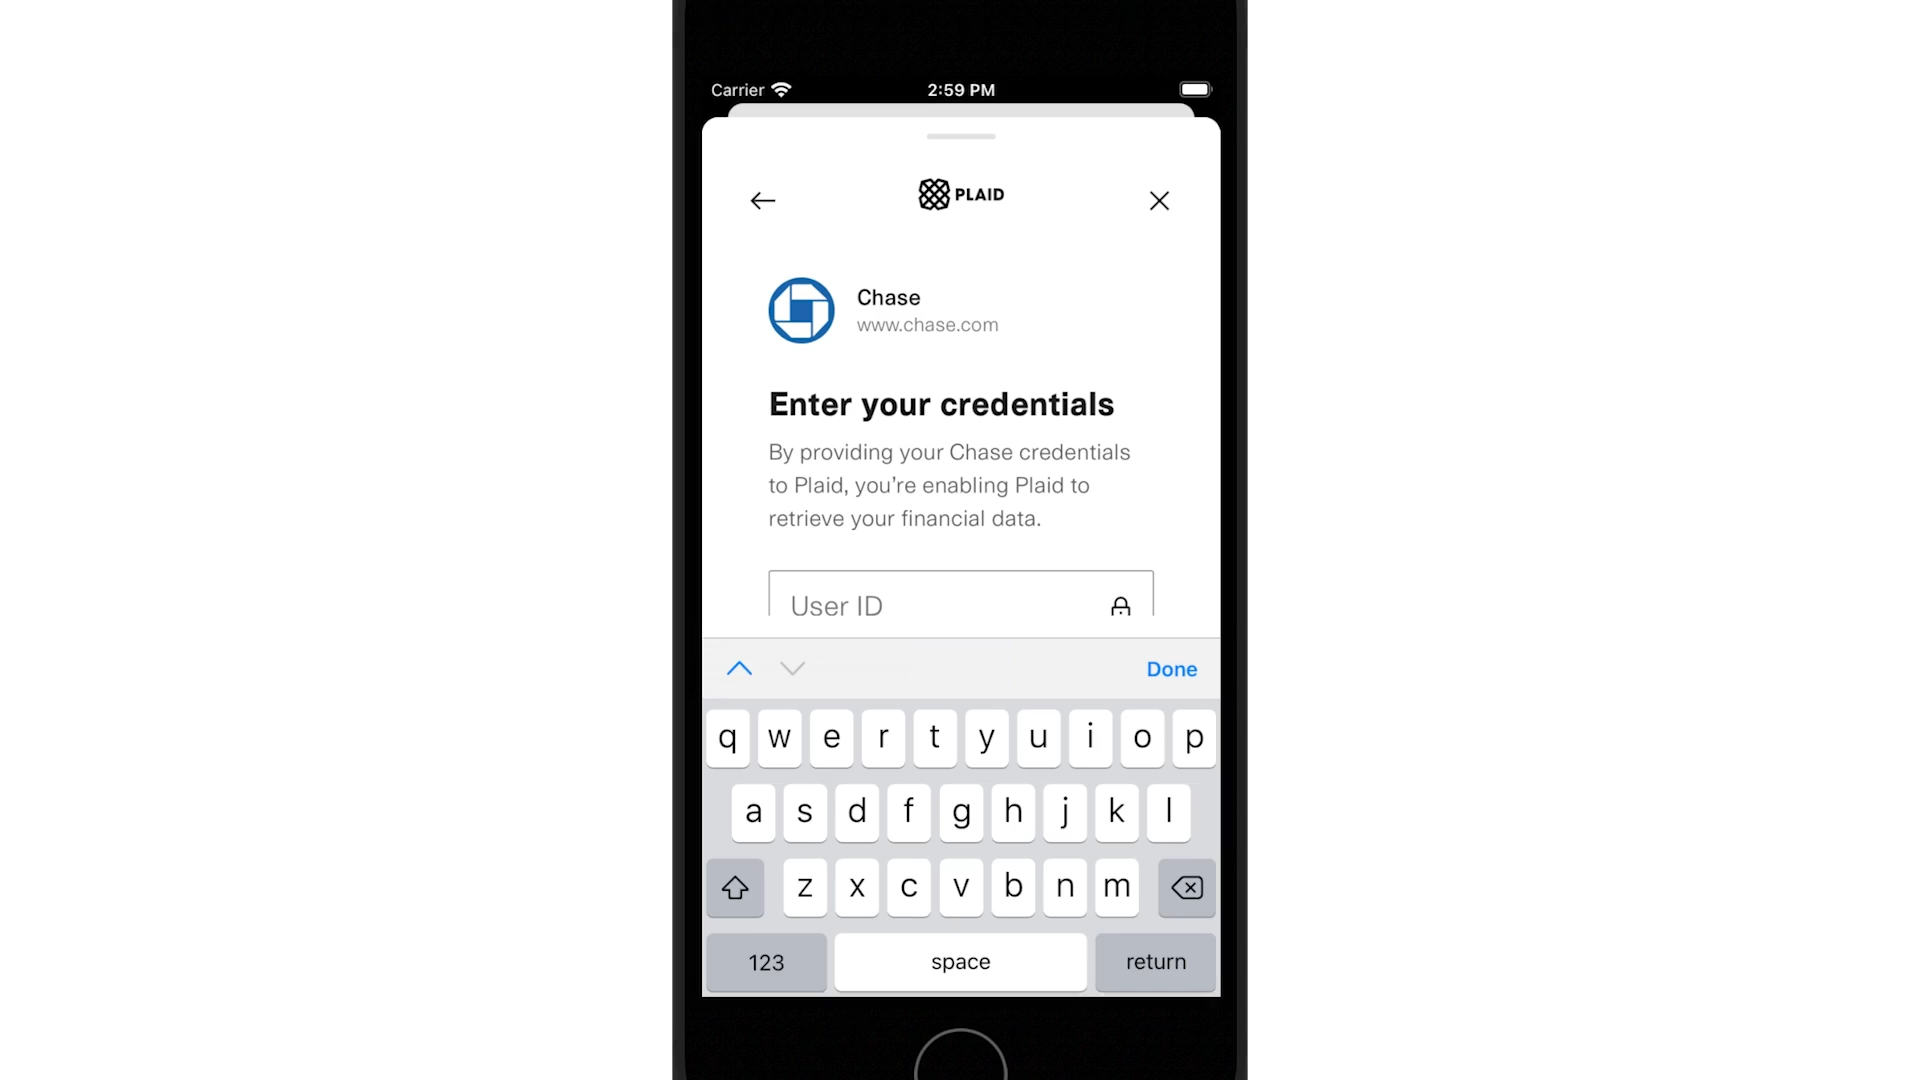 Carrier 2:59 PM
PLAID
Chase
www.chase.com
Enter your credentials
By providing your Chase credentials
to Plaid, you're enabling Plaid to
retrieve your financial data.
User ID
Done
q w e r t y u i o p
a s d f g h j k l
z x c v b n m
123 space return